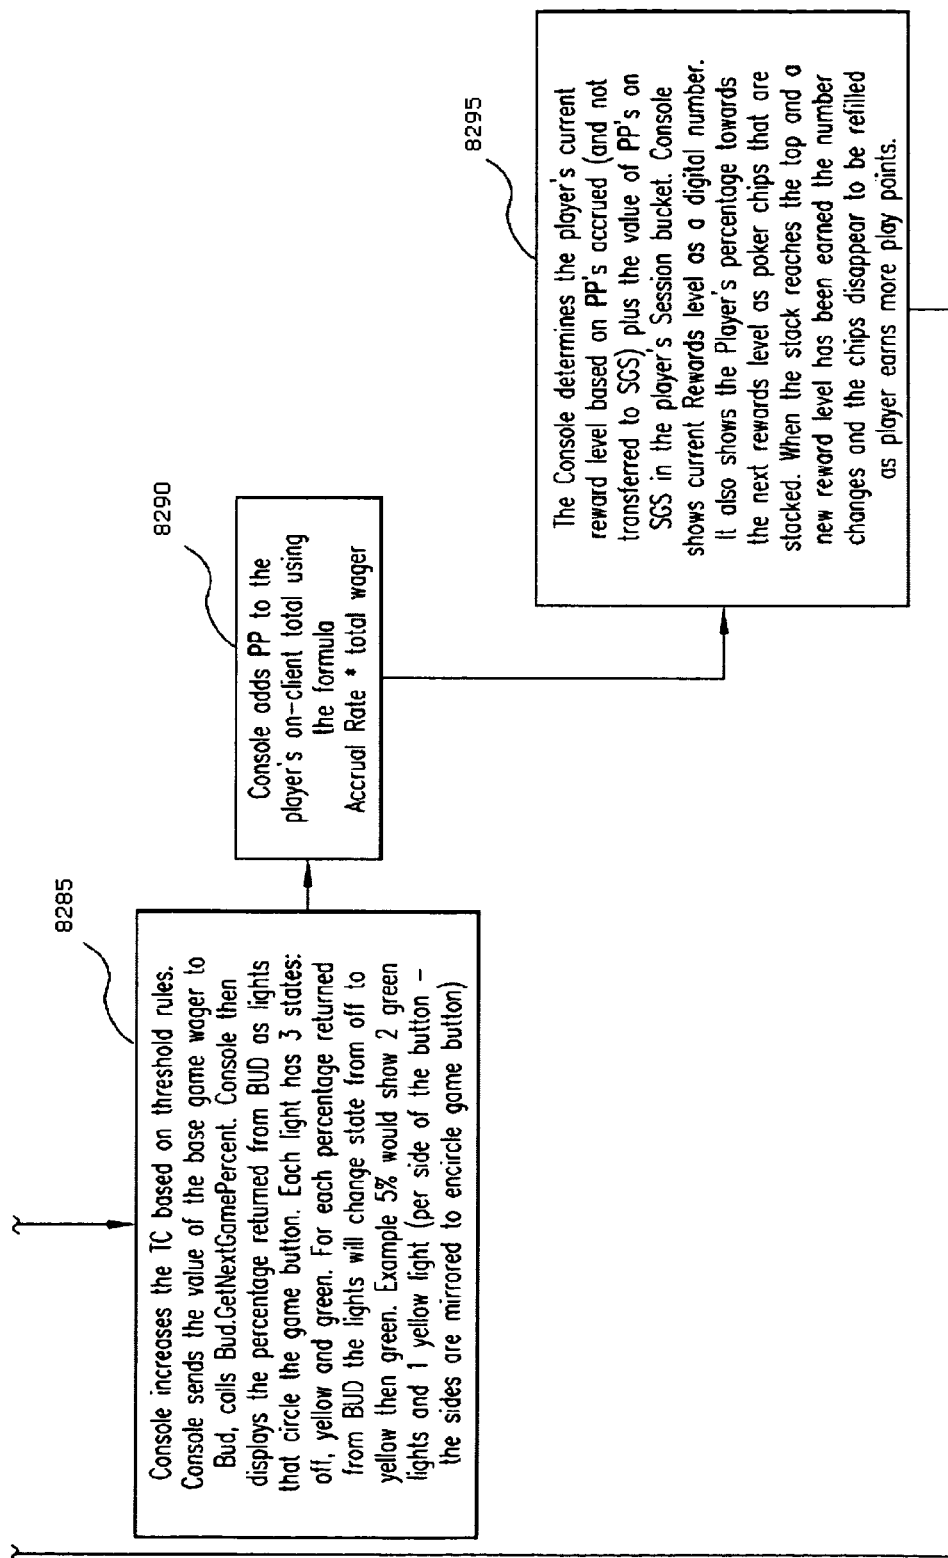 8285
Console increases the TC based on threshold rules.
Console sends the value of the base game wager to
Bud, calls Bud.GetNextGamePercent. Console then
displays the percentage returned from BUD as lights
that circle the game button. Each light has 3 states:
off, yellow and green. For each percentage returned
from BUD the lights will change state from off to
yellow then green. Example 5% would show 2 green
lights and 1 yellow light (per side of the button –
the sides are mirrored to encircle game button)
8290
Console adds PP to the
player's on-client total using
the formula
Accrual Rate * total wager
8295
The Console determines the player's current
reward level based on PP's accrued (and not
transferred to SGS) plus the value of PP's on
SGS in the player's Session bucket. Console
shows current Rewards level as a digital number.
It also shows the Player's percentage towards
the next rewards level as poker chips that are
stacked. When the stack reaches the top and a
new reward level has been earned the number
changes and the chips disappear to be refilled
as player earns more play points.